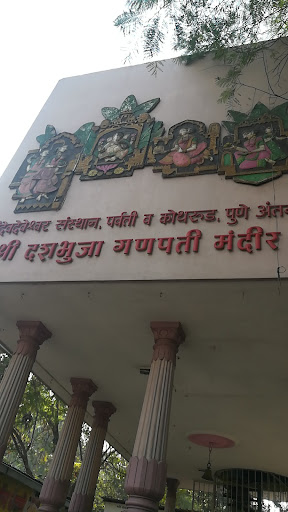 देवदेवेश्वर संस्थान, पर्वती व कोथरूड, पुणे अंत
श्री दशभुजा गणपती मंदिर